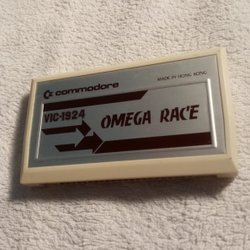 commodore
MADE IN HONG KONG
VIC-1924
OMEGA RACE